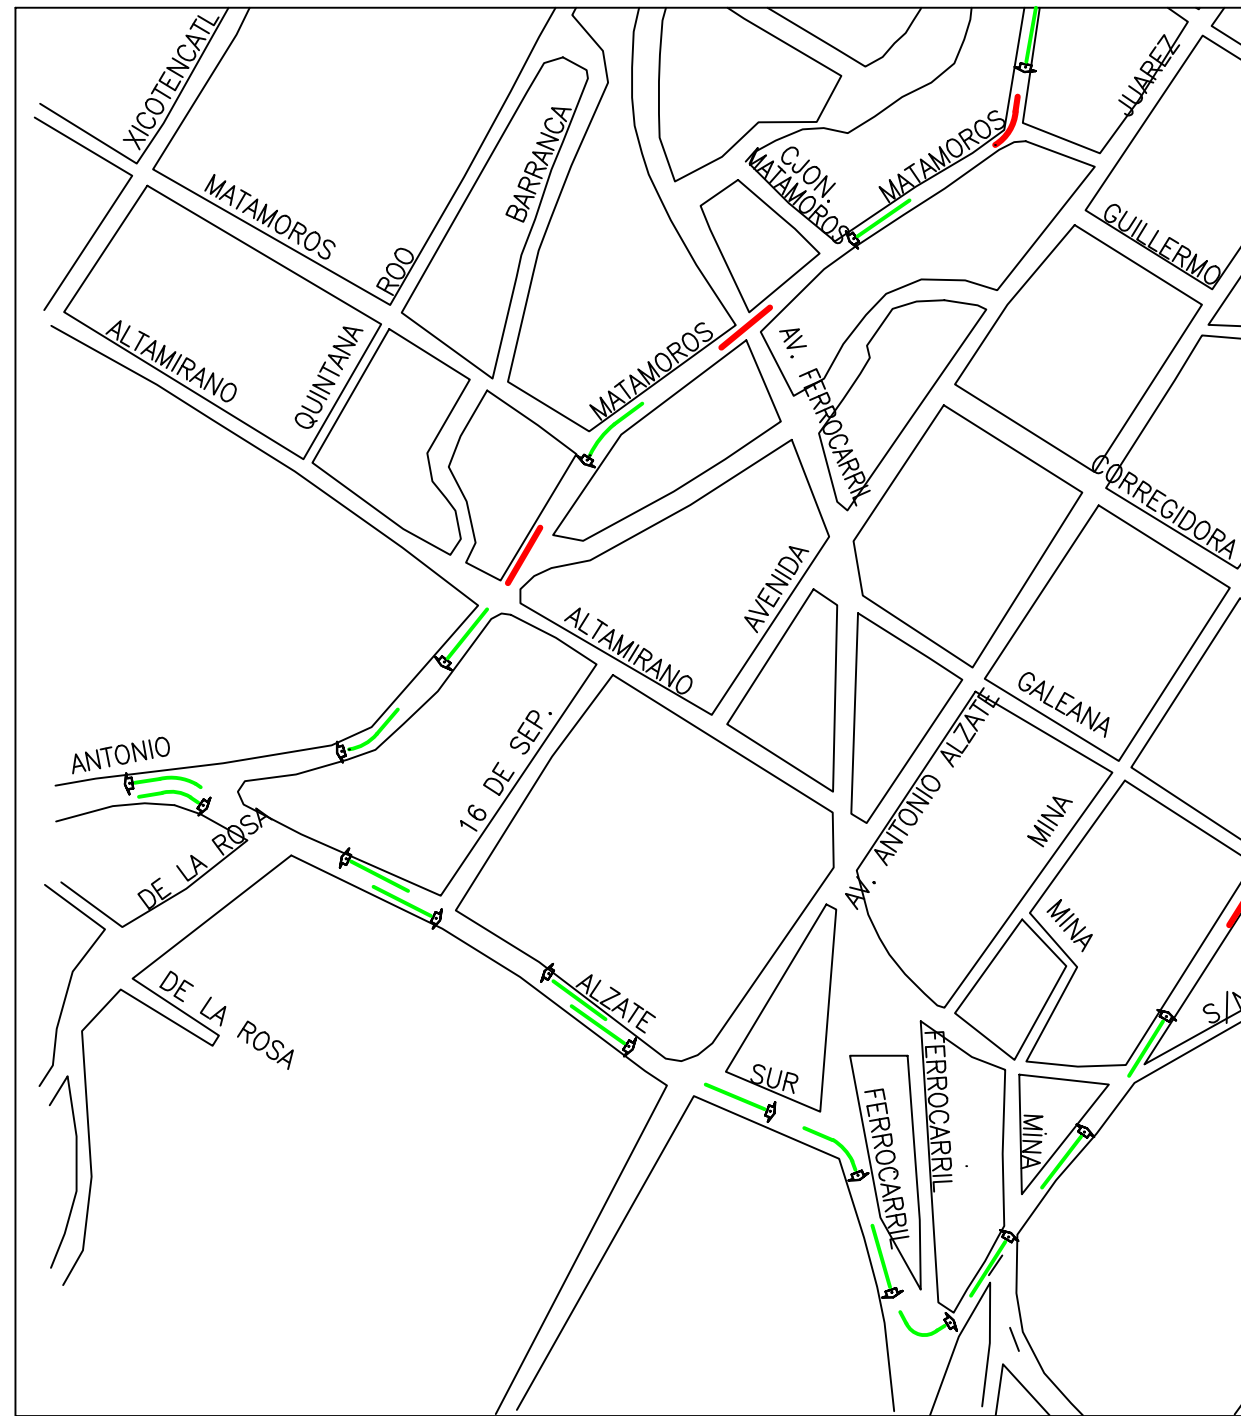 XICOTENCATL
JUAREZ
BARRANCA
MATAMOROS
CJON.
MATAMOROS
MATAMOROS
GUILLERMO
ROO
ALTAMIRANO
QUINTANA
MATAMOROS
AV. FERROCARRIL
CORREGIDORA
AVENIDA
ALTAMIRANO
GALEANA
AV. ANTONIO ALZATE
16 DE SEP.
ANTONIO
MINA
DE LA ROSA
MINA
DE LA ROSA
ALZATE
SUR
FERROCARRIL
FERROCARRIL
MINA